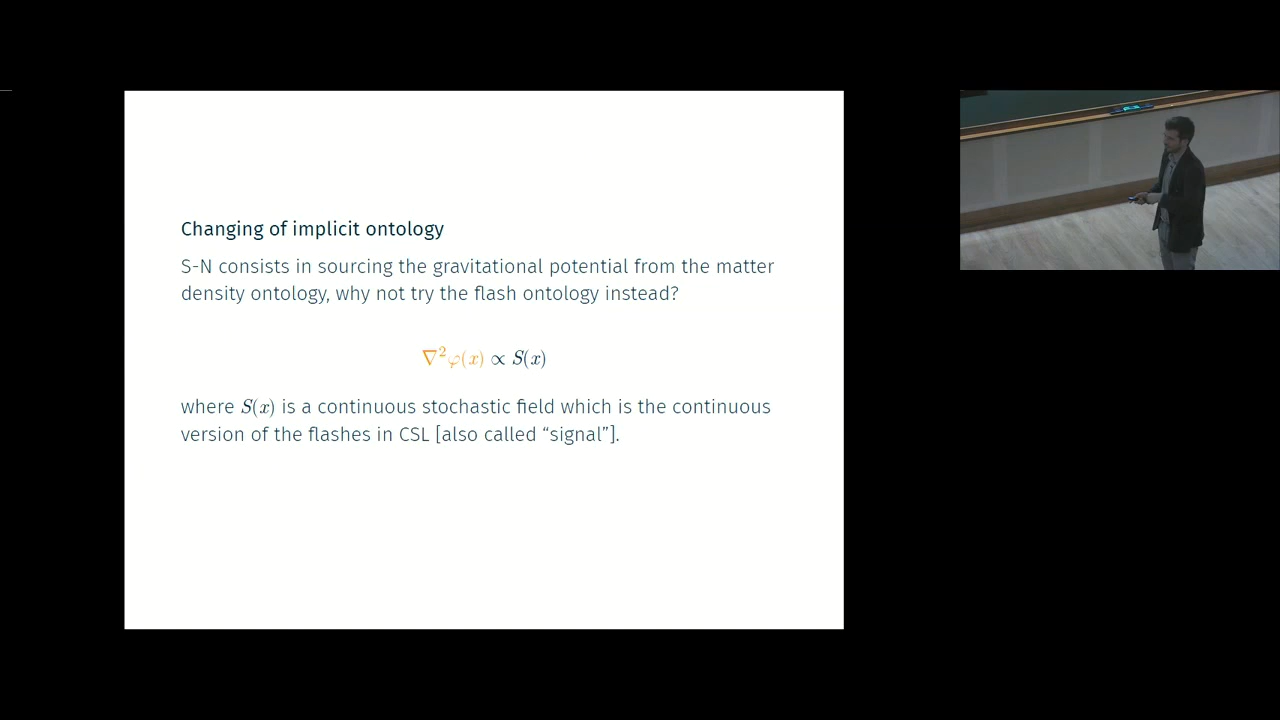 Changing of implicit ontology
S-N consists in sourcing the gravitational potential from the matter
density ontology, why not try the flash ontology instead?
∇²φ(x) ∝ S(x)
where S(x) is a continuous stochastic field which is the continuous
version of the flashes in CSL [also called “signal”].